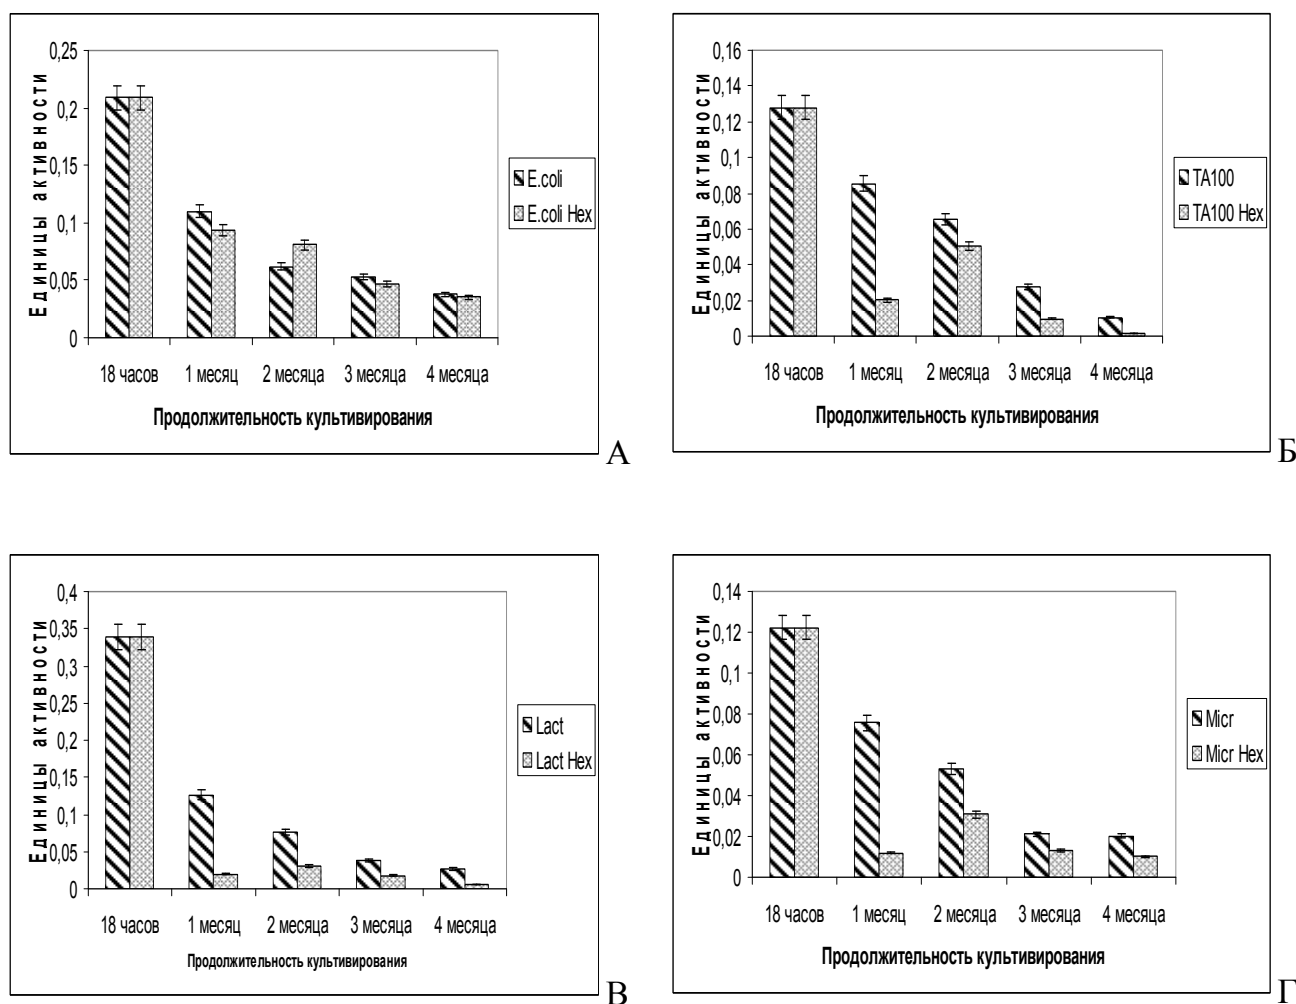 0,25
0,2
0,15
0,1
0,05
0
Единицы активности
18 часов 1 месяц 2 месяца 3 месяца 4 месяца
Продолжительность культивирования
E.coli
E.coli Hex
А
0,16
0,14
0,12
0,1
0,08
0,06
0,04
0,02
0
Единицы активности
18 часов 1 месяц 2 месяца 3 месяца 4 месяца
Продолжительность культивирования
TA100
TA100 Hex
Б
0,4
0,35
0,3
0,25
0,2
0,15
0,1
0,05
0
Единицы активности
18 часов 1 месяц 2 месяца 3 месяца 4 месяца
Продолжительность культивирования
Lact
Lact Hex
В
0,14
0,12
0,1
0,08
0,06
0,04
0,02
0
Единицы активности
18 часов 1 месяц 2 месяца 3 месяца 4 месяца
Продолжительность культивирования
Micr
Micr Hex
Г